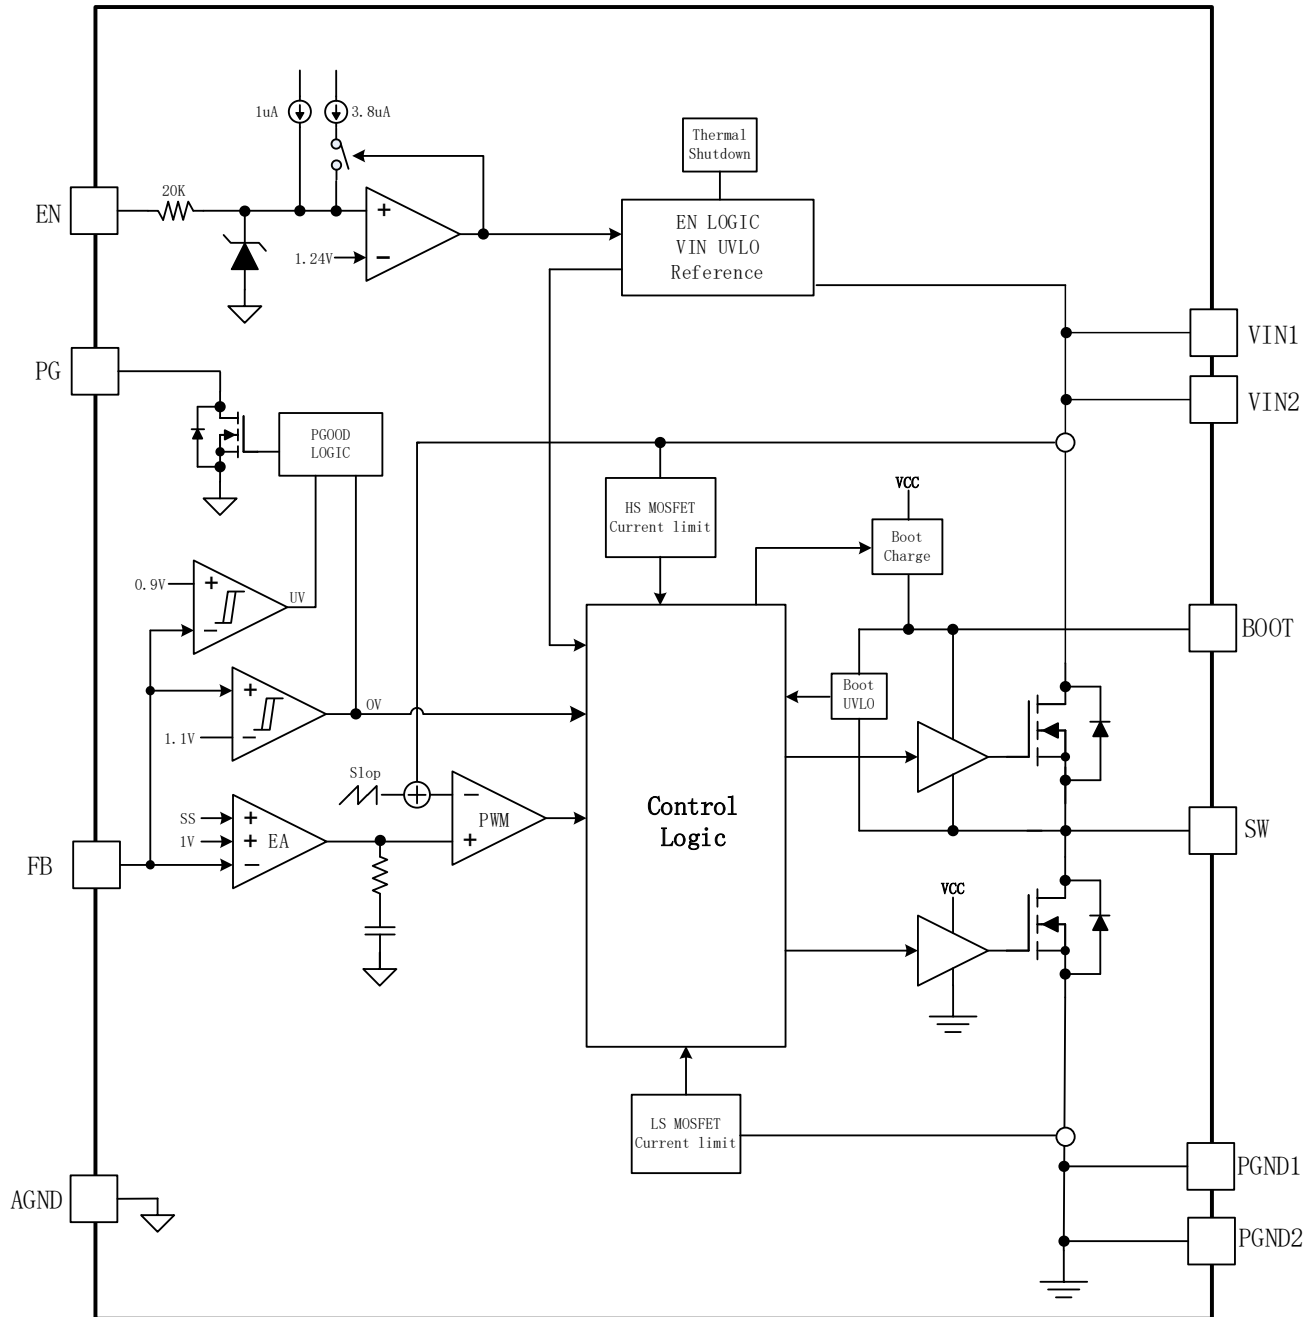 1uA
3.8uA
Thermal
Shutdown
20K
EN
EN LOGIC
VIN UVLO
Reference
+
1.24V
−
VIN1
PG
VIN2
PGOOD
LOGIC
VCC
HS MOSFET
Current limit
Boot
Charge
0.9V
+
UV
−
BOOT
+
Boot
UVLO
OV
1.1V
−
Slop
−
Control
Logic
SS
+
PWM
1V
+
EA
+
SW
FB
−
VCC
LS MOSFET
Current limit
PGND1
AGND
PGND2